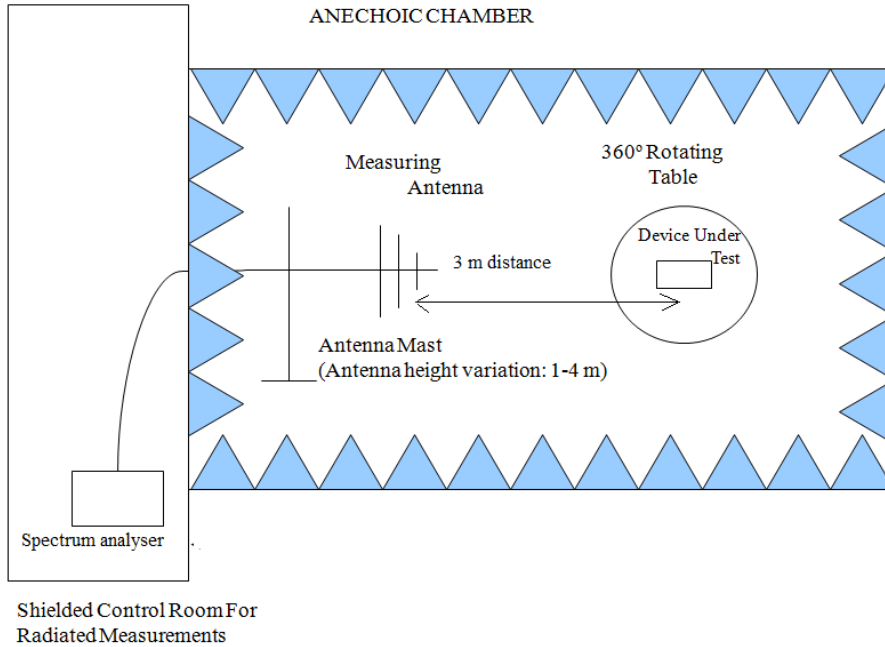 ANECHOIC CHAMBER
Measuring
Antenna
360° Rotating
Table
Device Under
Test
3 m distance
Antenna Mast
(Antenna height variation: 1-4 m)
Spectrum analyser
Shielded Control Room For
Radiated Measurements